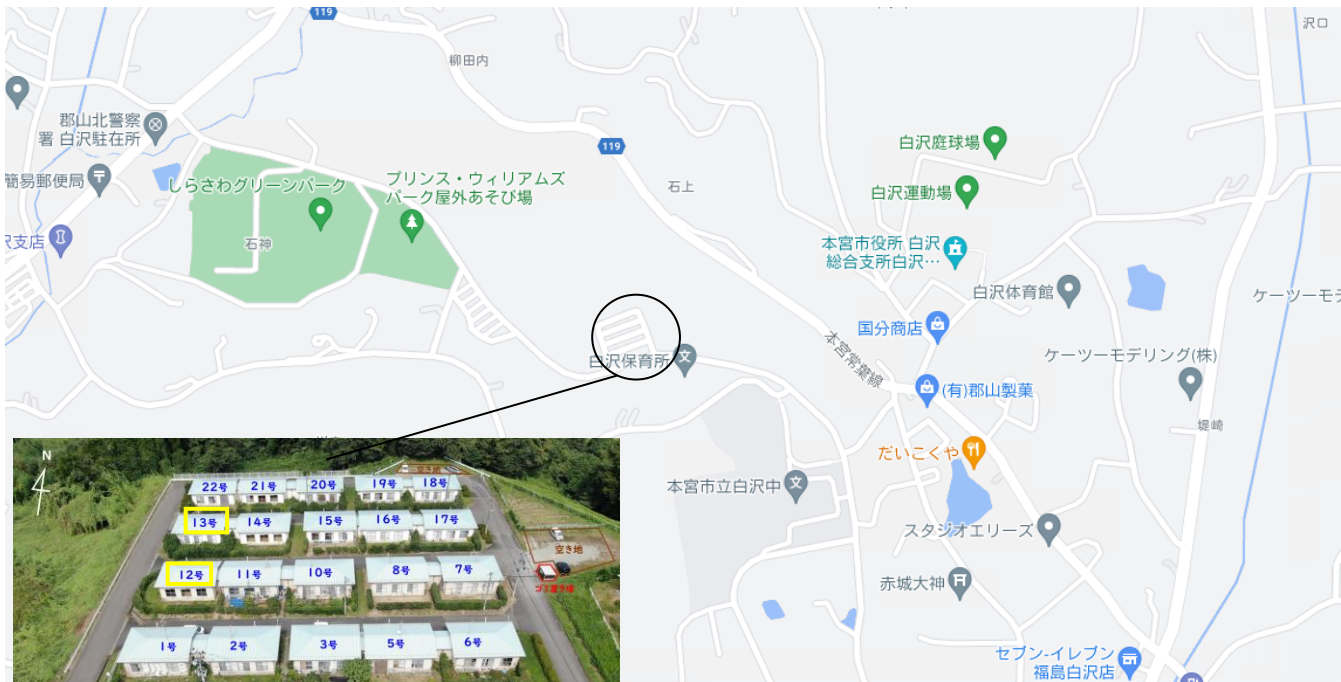 119
沢口
柳田内
郡山北警察
署 白沢駐在所
119
白沢庭球場
簡易郵便局
しらさわグリーンパーク
プリンス・ウィリアムズ
パーク屋外あそび場
石上
白沢運動場
沢支店
石神
本宮市役所 白沢
総合支所白沢…
白沢体育館
ケーツーモデ
国分商店
本宮常葉線
白沢保育所
ケーツーモデリング(株)
(有)郡山製菓
堤崎
だいこくや
本宮市立白沢中
スタジオエリーズ
赤城大神
セブン-イレブン
福島白沢店
N
空き地
22号 21号 20号 19号 18号
13号 14号 15号 16号 17号
空き地
12号 11号 10号 8号 7号
ゴミ置き場
1号 2号 3号 5号 6号